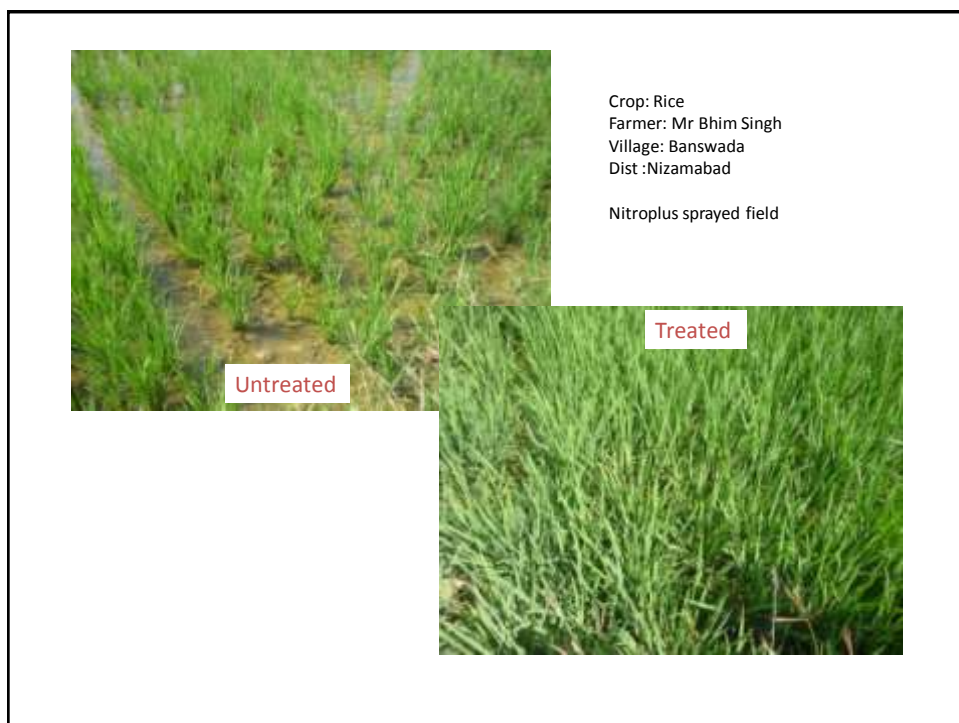 Crop: Rice
Farmer: Mr Bhim Singh
Village: Banswada
Dist :Nizamabad
Nitroplus sprayed field
Treated
Untreated